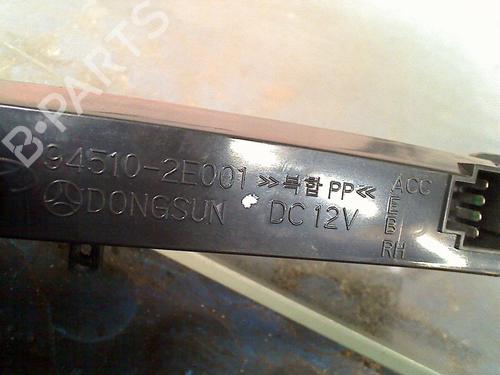 B-PARTS
94510-2E001 »복합 PP«
DONGSUN DC 12V
ACC
E
B
RH